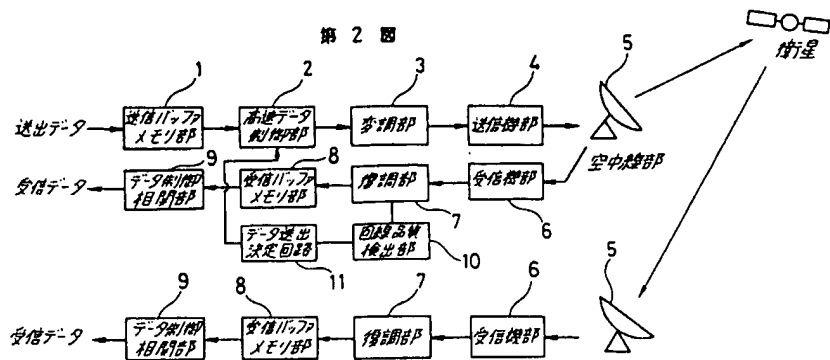 第2図
衛星
1
2
3
4
5
送出データ
送信バッファ
メモリ部
高速データ
制御部
変調部
送信機部
空中線部
9
8
受信データ
データ制御
相関部
受信バッファ
メモリ部
復調部
受信機部
7
6
データ送出
決定回路
回線品質
検出部
11
10
9
8
7
6
5
受信データ
データ制御
相関部
受信バッファ
メモリ部
復調部
受信機部